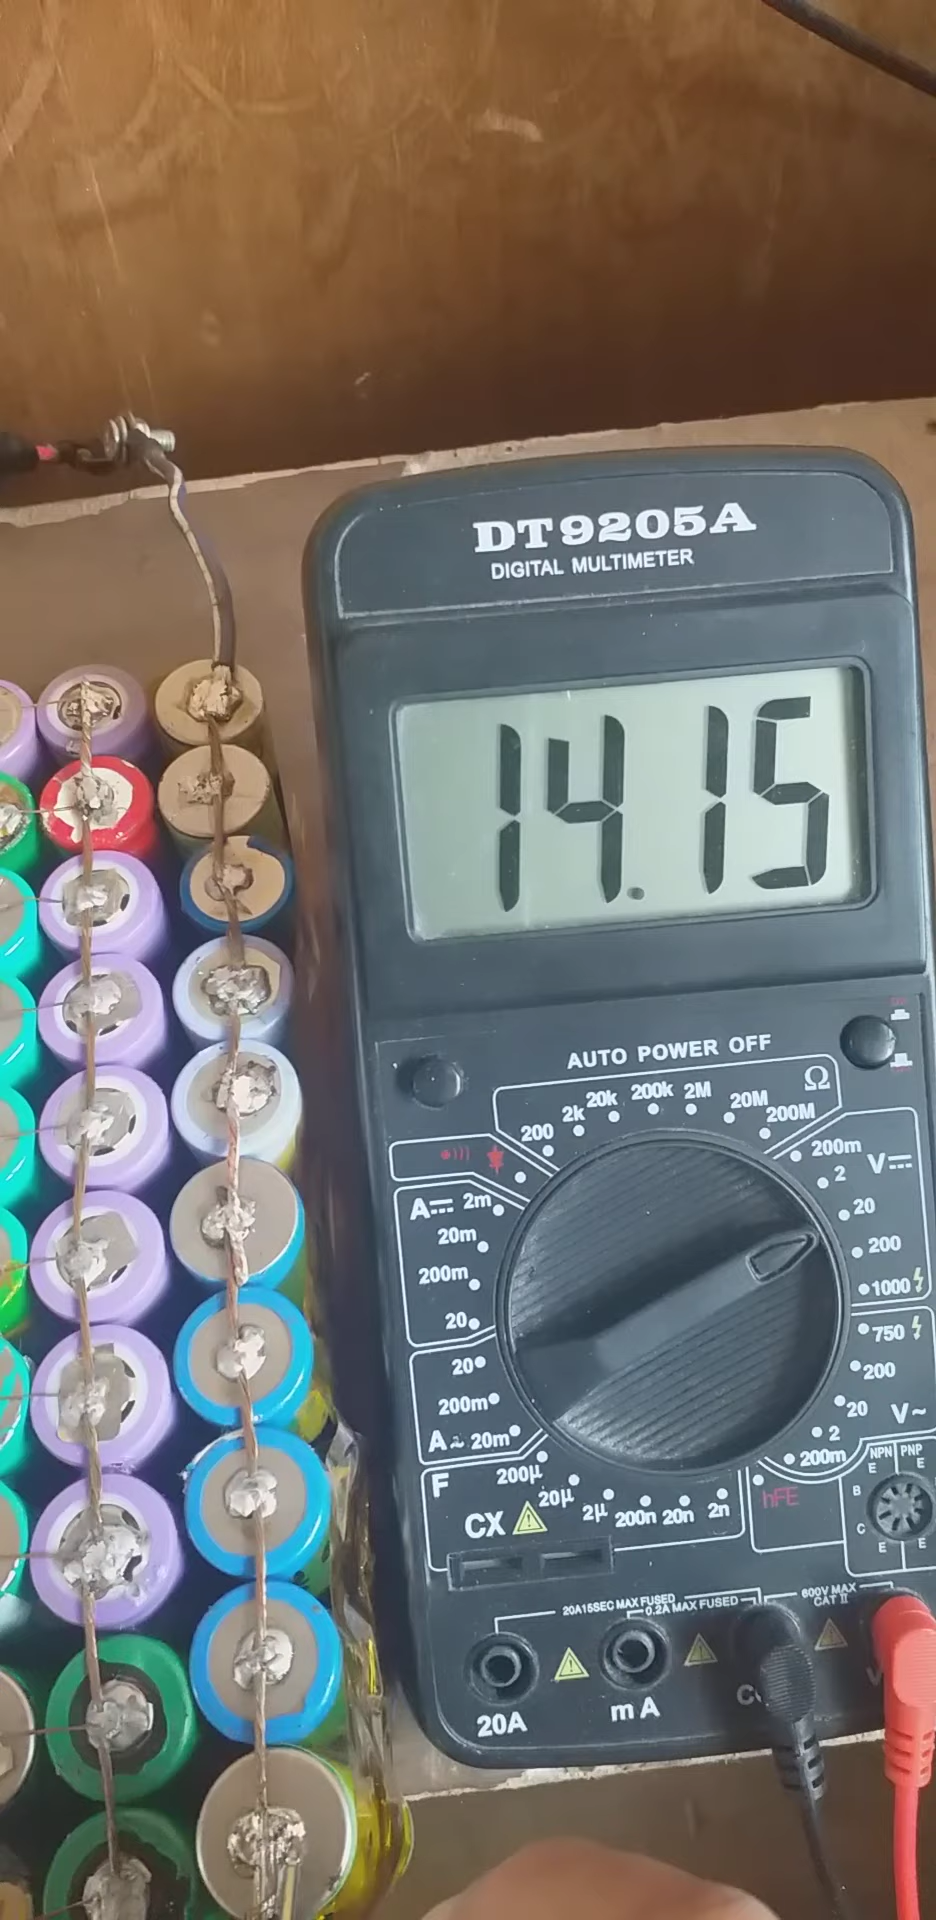 DT9205A
DIGITAL MULTIMETER
14.15
AUTO POWER OFF
Ω
200 2k 20k 200k 2M 20M 200M
200m
V
2
20
200
1000
A 2m
20m
200m
20
750
200
20
V~
2
200m
20
200m
A~ 20m
F
200µ
20µ
2µ
200n
20n
2n
CX
hFE
NPN
PNP
E
E
B
C
E
E
20A15SEC MAX FUSED
0.2A MAX FUSED
600V MAX
CAT II
20A
mA